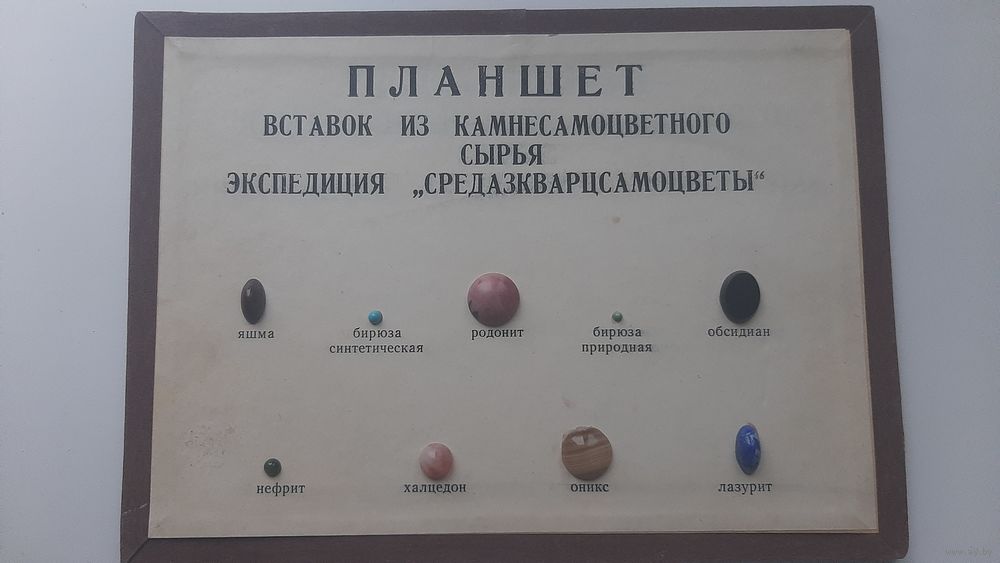 ПЛАНШЕТ
ВСТАВОК ИЗ КАМНЕСАМОЦВЕТНОГО
СЫРЬЯ
ЭКСПЕДИЦИЯ „СРЕДАЗКВАРЦСАМОЦВЕТЫ“
яшма
бирюза
синтетическая
родонит
бирюза
природная
обсидиан
нефрит
халцедон
оникс
лазурит